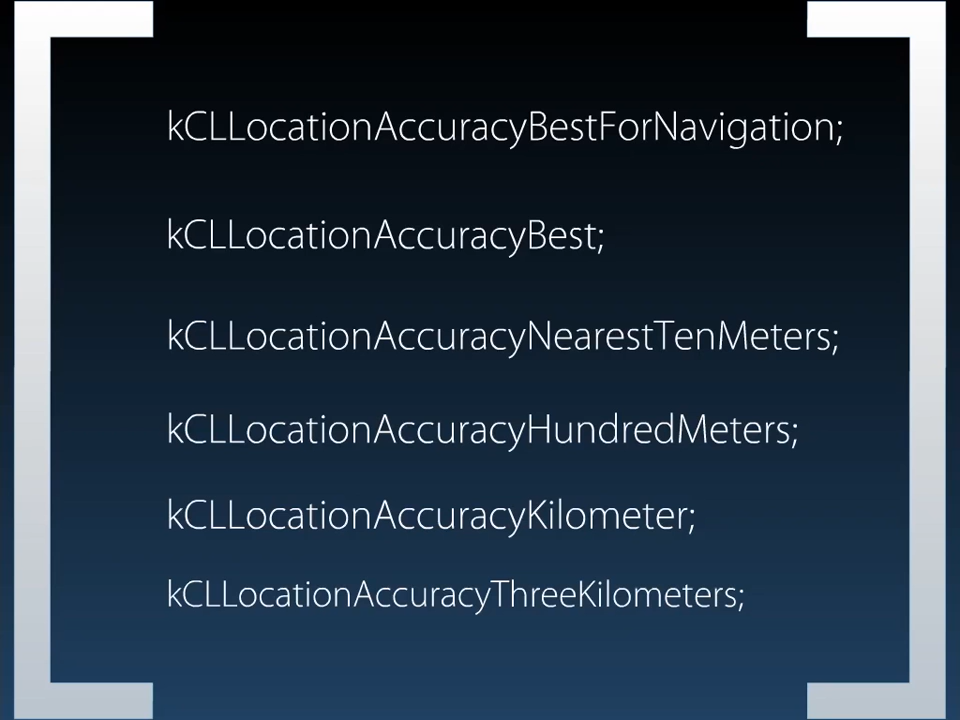 kCLLocationAccuracyBestForNavigation;
kCLLocationAccuracyBest;
kCLLocationAccuracyNearestTenMeters;
kCLLocationAccuracyHundredMeters;
kCLLocationAccuracyKilometer;
kCLLocationAccuracyThreeKilometers;